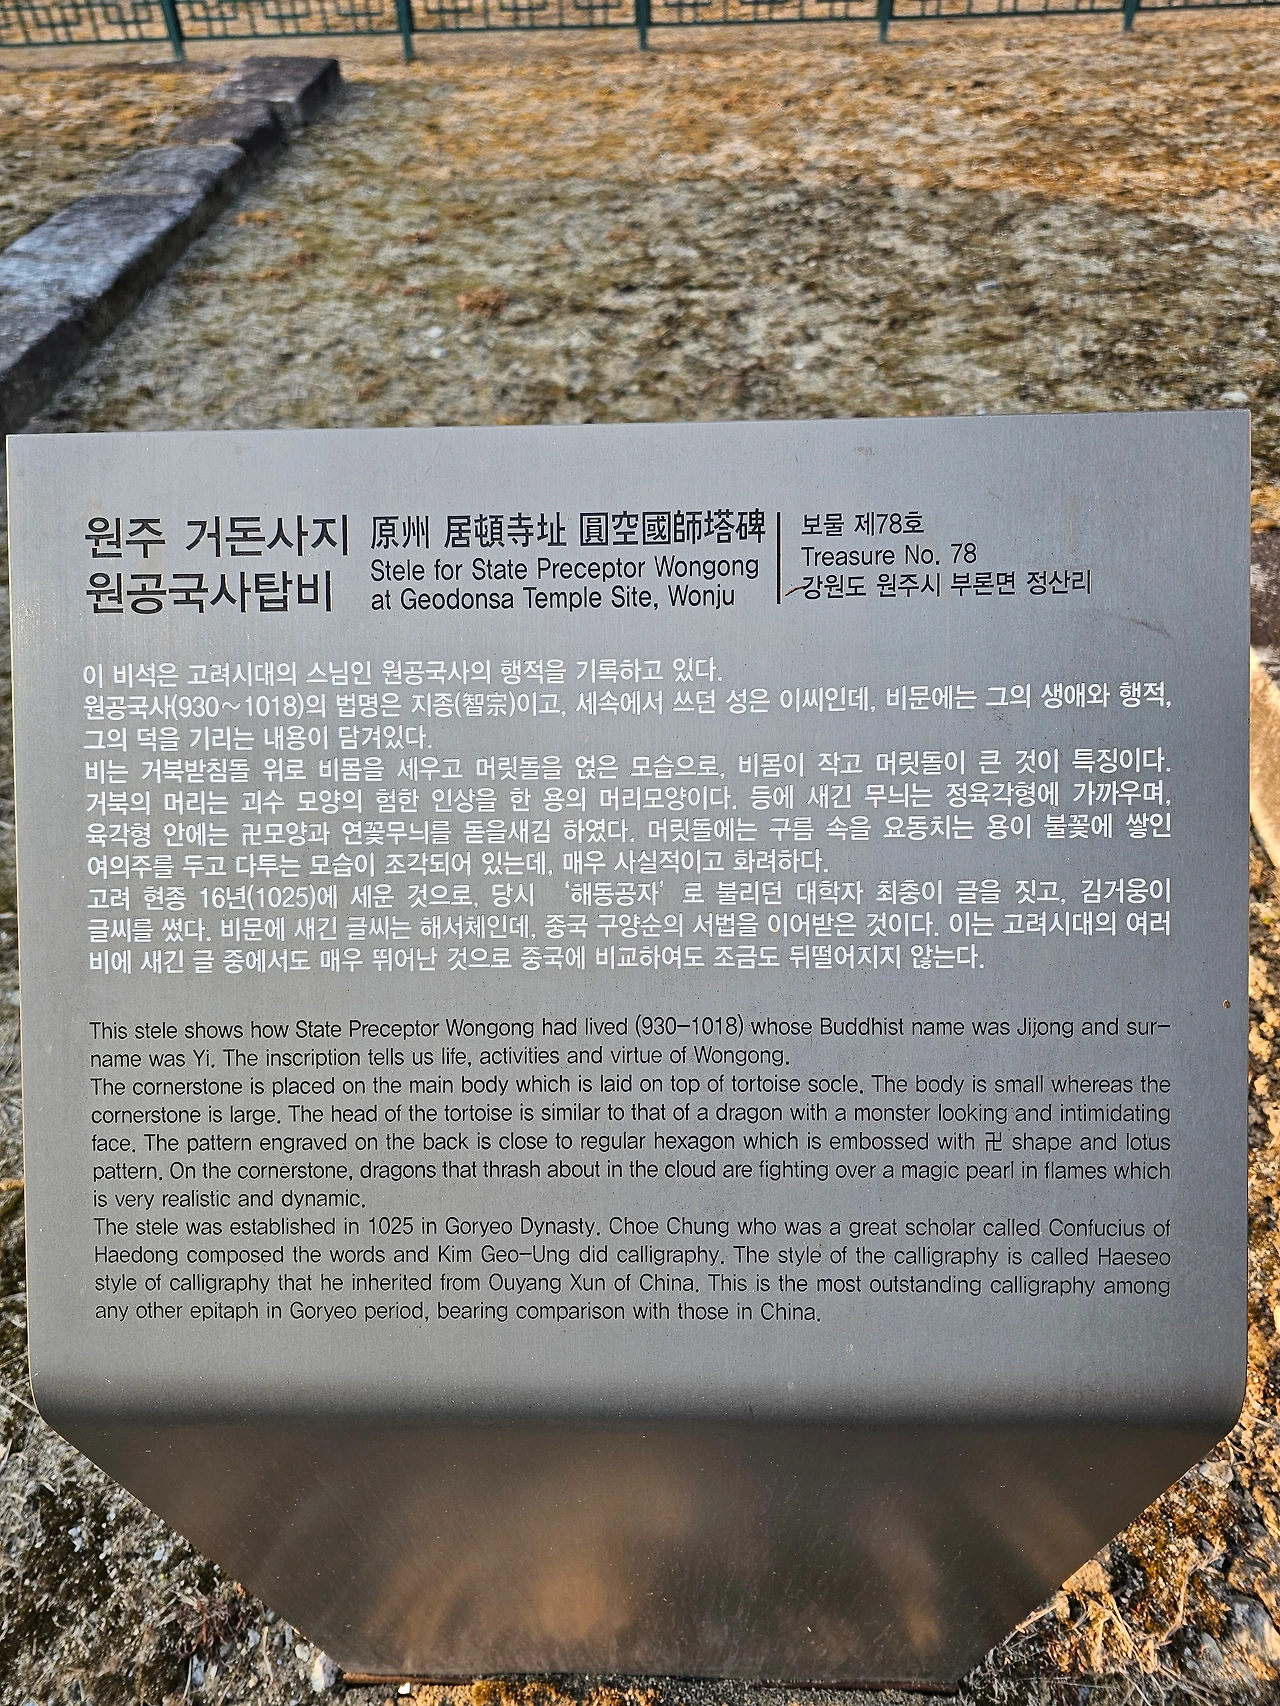 원주 거돈사지
원공국사탑비
原州 居頓寺址 圓空國師塔碑
Stele for State Preceptor Wongong
at Geodonsa Temple Site, Wonju
보물 제78호
Treasure No. 78
강원도 원주시 부론면 정산리
이 비석은 고려시대의 스님인 원공국사의 행적을 기록하고 있다.
원공국사(930~1018)의 법명은 지종(智宗)이고, 세속에서 쓰던 성은 이씨인데, 비문에는 그의 생애와 행적,
그의 덕을 기리는 내용이 담겨있다.
비는 거북받침돌 위로 비몸을 세우고 머릿돌을 얹은 모습으로, 비몸이 작고 머릿돌이 큰 것이 특징이다.
거북의 머리는 괴수 모양의 험한 인상을 한 용의 머리모양이다. 등에 새긴 무늬는 정육각형에 가까우며,
육각형 안에는 卍모양과 연꽃무늬를 돋을새김 하였다. 머릿돌에는 구름 속을 요동치는 용이 불꽃에 쌓인
여의주를 두고 다투는 모습이 조각되어 있는데, 매우 사실적이고 화려하다.
고려 현종 16년(1025)에 세운 것으로, 당시 ‘해동공자’로 불리던 대학자 최충이 글을 짓고, 김거웅이
글씨를 썼다. 비문에 새긴 글씨는 해서체인데, 중국 구양순의 서법을 이어받은 것이다. 이는 고려시대의 여러
비에 새긴 글 중에서도 매우 뛰어난 것으로 중국에 비교하여도 조금도 뒤떨어지지 않는다.
This stele shows how State Preceptor Wongong had lived (930-1018) whose Buddhist name was Jijong and sur-
name was Yi. The inscription tells us life, activities and virtue of Wongong.
The cornerstone is placed on the main body which is laid on top of tortoise socle. The body is small whereas the
cornerstone is large. The head of the tortoise is similar to that of a dragon with a monster looking and intimidating
face. The pattern engraved on the back is close to regular hexagon which is embossed with 卍 shape and lotus
pattern. On the cornerstone, dragons that thrash about in the cloud are fighting over a magic pearl in flames which
is very realistic and dynamic.
The stele was established in 1025 in Goryeo Dynasty. Choe Chung who was a great scholar called Confucius of
Haedong composed the words and Kim Geo-Ung did calligraphy. The style of the calligraphy is called Haeseo
style of calligraphy that he inherited from Ouyang Xun of China. This is the most outstanding calligraphy among
any other epitaph in Goryeo period, bearing comparison with those in China.